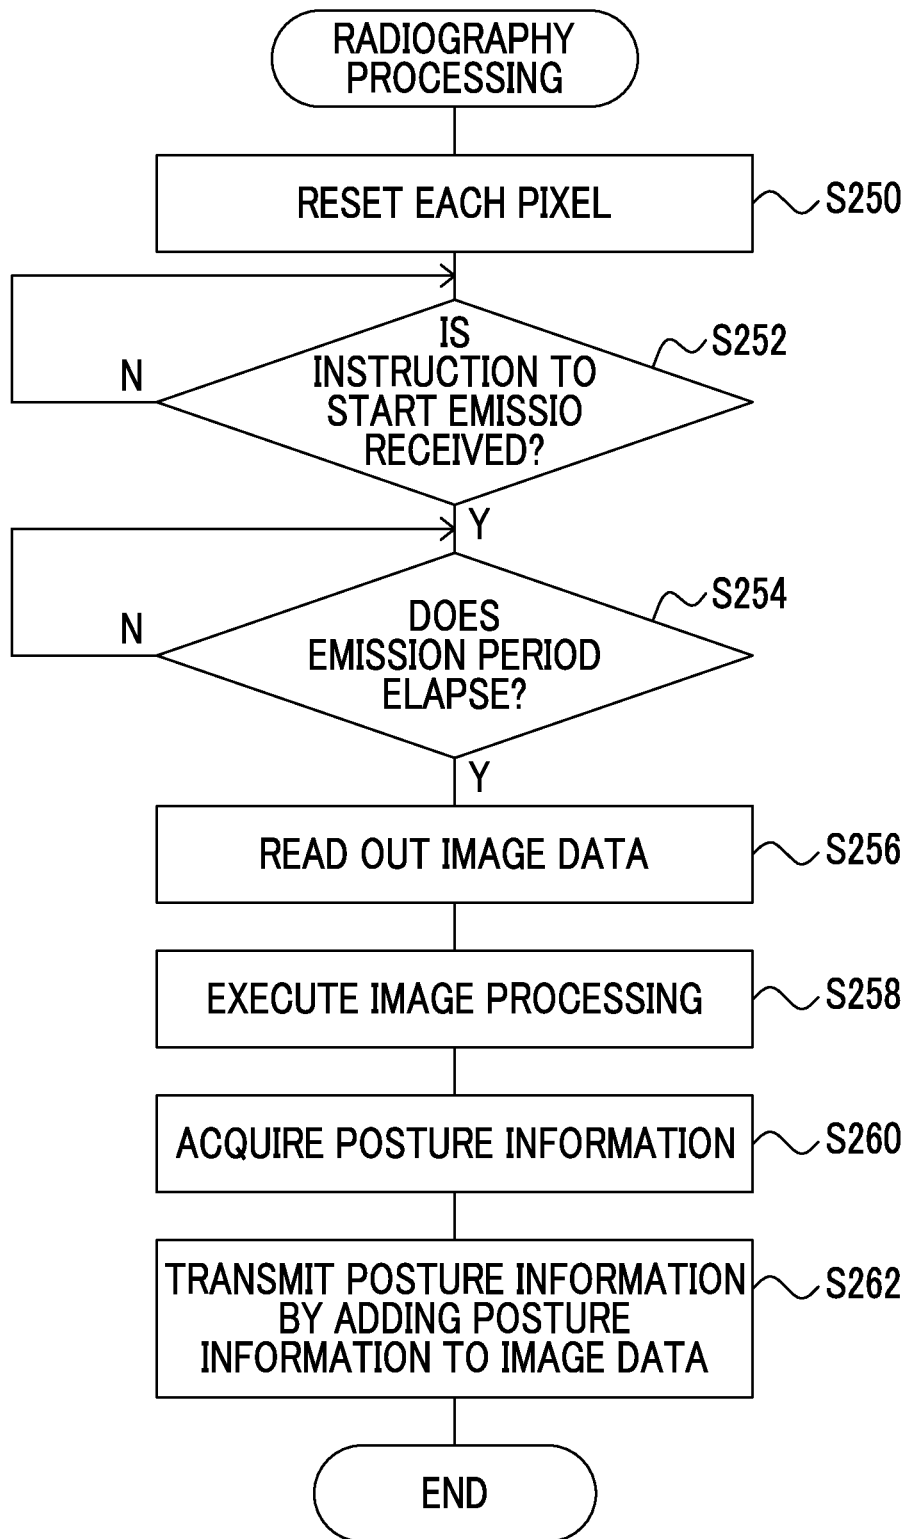 RADIOGRAPHY
PROCESSING
RESET EACH PIXEL
S250
IS
INSTRUCTION TO
START EMISSIO
RECEIVED?
S252
N
Y
DOES
EMISSION PERIOD
ELAPSE?
S254
N
Y
READ OUT IMAGE DATA
S256
EXECUTE IMAGE PROCESSING
S258
ACQUIRE POSTURE INFORMATION
S260
TRANSMIT POSTURE INFORMATION
BY ADDING POSTURE
INFORMATION TO IMAGE DATA
S262
END